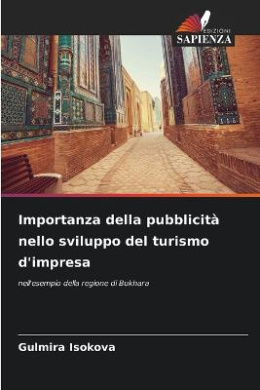 EDIZIONI
SAPIENZA
Importanza della pubblicità
nello sviluppo del turismo
d'impresa
nell'esempio della regione di Bukhara
Gulmira Isokova